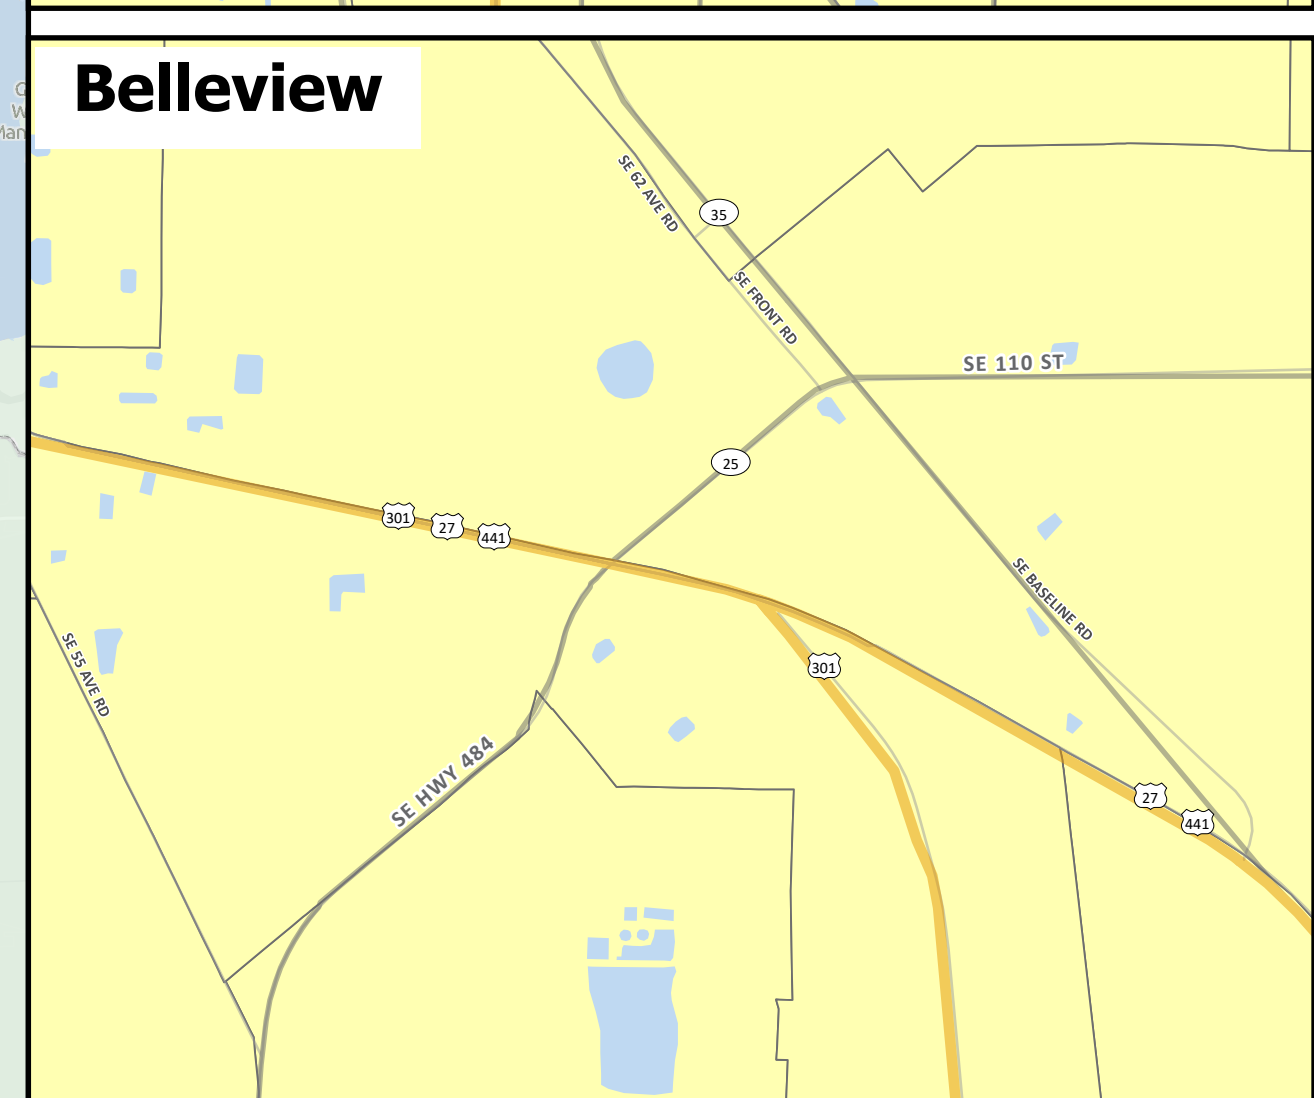 Belleview
SE 62 AVE RD
35
SE FRONT RD
SE 110 ST
25
301
27
441
SE BASELINE RD
SE 55 AVE RD
301
SE HWY 484
27
441